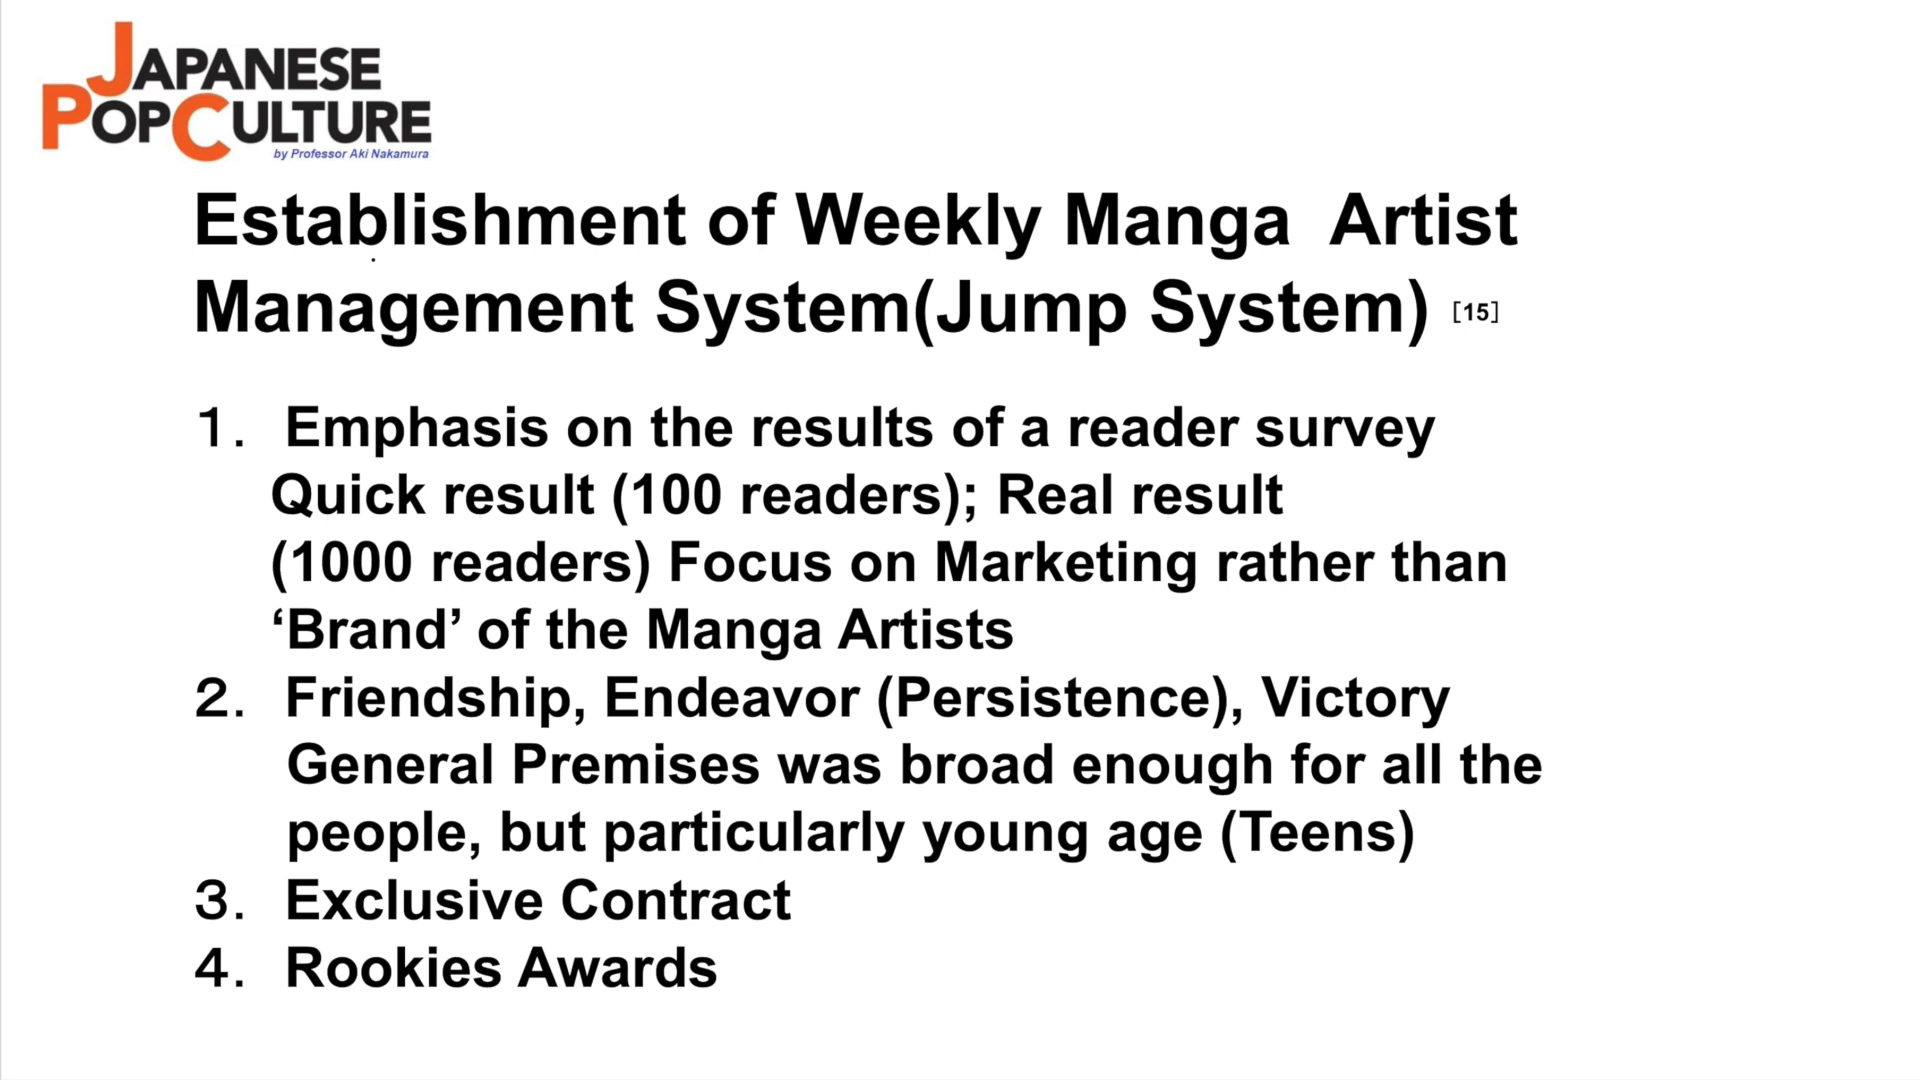 JAPANESE
POPCULTURE
by Professor Aki Nakamura
Establishment of Weekly Manga  Artist
Management System(Jump System) [15]
1. Emphasis on the results of a reader survey
Quick result (100 readers); Real result
(1000 readers) Focus on Marketing rather than
‘Brand’ of the Manga Artists
2. Friendship, Endeavor (Persistence), Victory
General Premises was broad enough for all the
people, but particularly young age (Teens)
3. Exclusive Contract
4. Rookies Awards